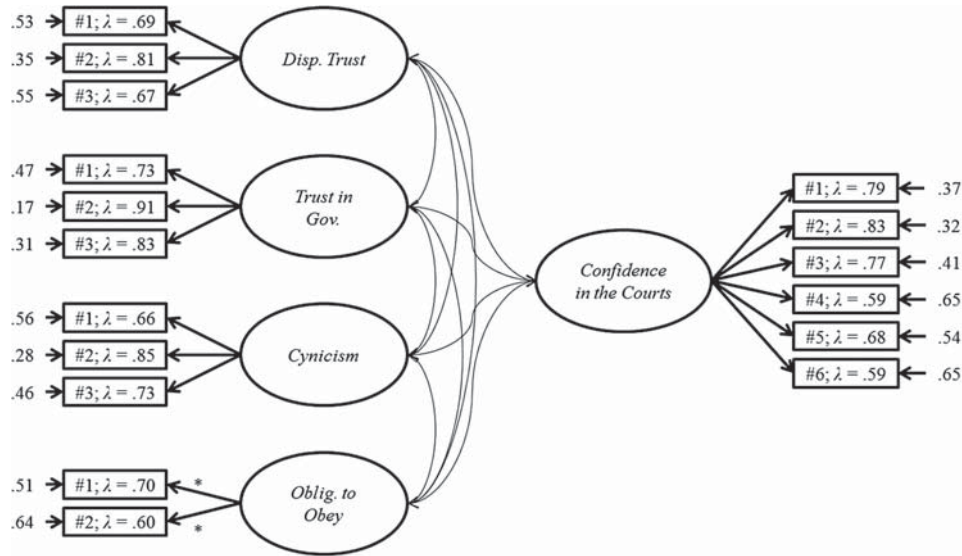 .53 #1; λ = .69
.35 #2; λ = .81
.55 #3; λ = .67
Disp. Trust
.47 #1; λ = .73
.17 #2; λ = .91
.31 #3; λ = .83
Trust in
Gov.
.56 #1; λ = .66
.28 #2; λ = .85
.46 #3; λ = .73
Cynicism
.51 #1; λ = .70 *
.64 #2; λ = .60 *
Oblig. to
Obey
Confidence
in the Courts
#1; λ = .79 .37
#2; λ = .83 .32
#3; λ = .77 .41
#4; λ = .59 .65
#5; λ = .68 .54
#6; λ = .59 .65